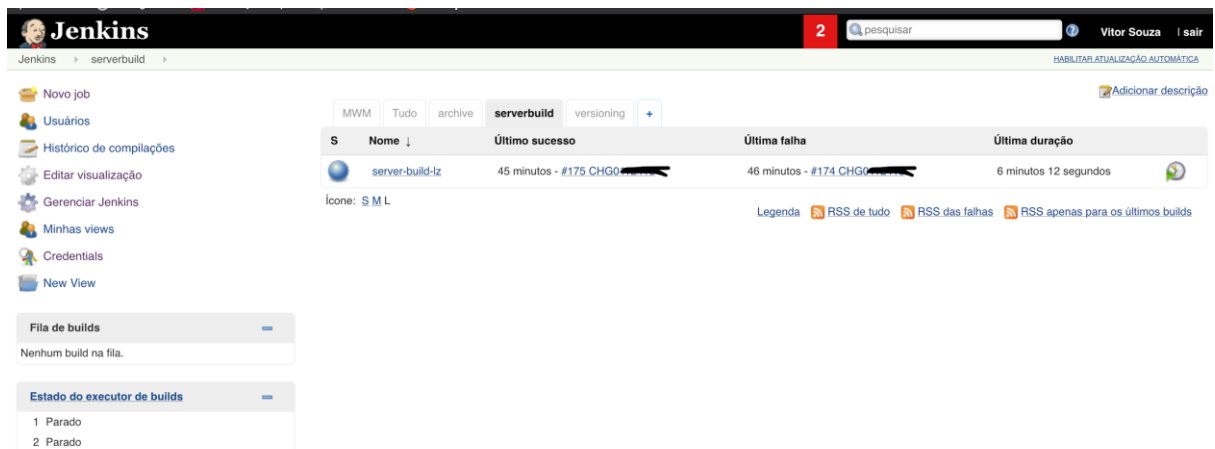 Jenkins
2 pesquisar Vitor Souza | sair
Jenkins serverbuild HABILITAR ATUALIZAÇÃO AUTOMÁTICA
Novo job
Usuários
Histórico de compilações
Editar visualização
Gerenciar Jenkins
Minhas views
Credentials
New View
Fila de builds
Nenhum build na fila.
Estado do executor de builds
1 Parado
2 Parado
Adicionar descrição
MWM Tudo archive serverbuild versioning +
S Nome ↓ Último sucesso Última falha Última duração
server-build-lz 45 minutos - #175 46 minutos - #174 6 minutos 12 segundos
Ícone: S M L
Legenda RSS de tudo RSS das falhas RSS apenas para os últimos builds